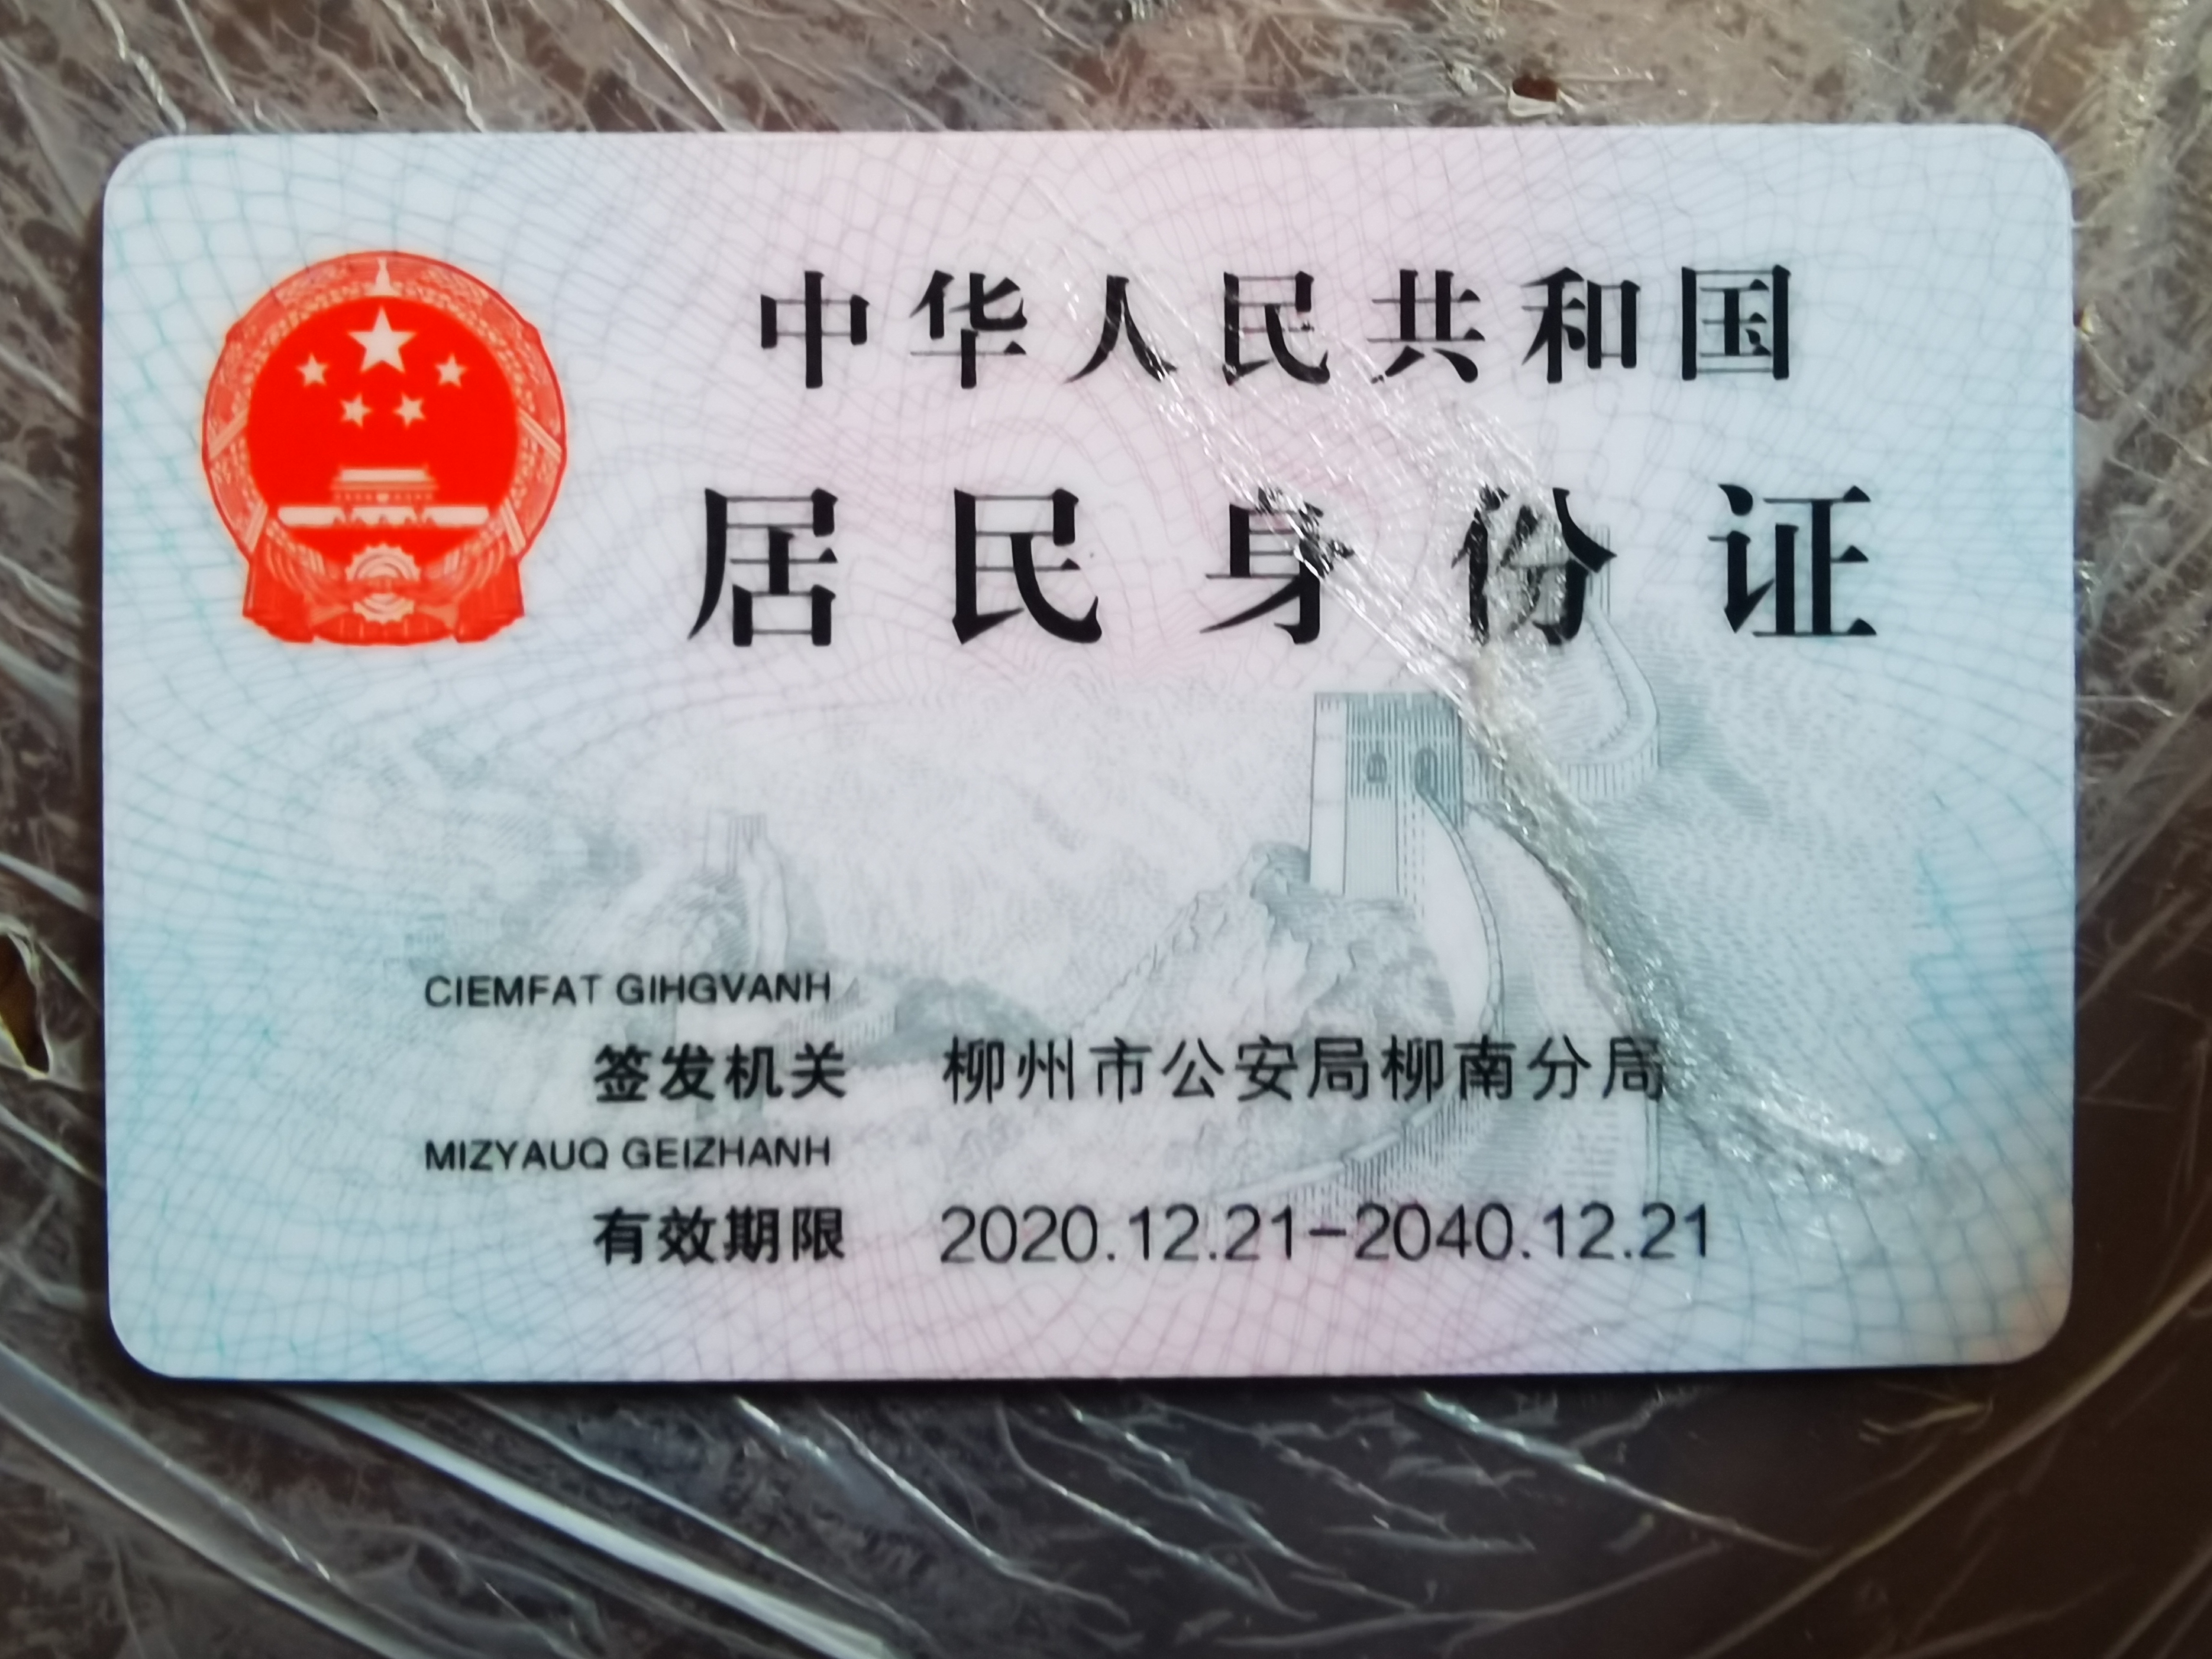 中华人民共和国
居民身份证
CIEMFAT GIHGVANH
签发机关 柳州市公安局柳南分局
MIZYAUQ GEIZHANH
有效期限 2020.12.21-2040.12.21